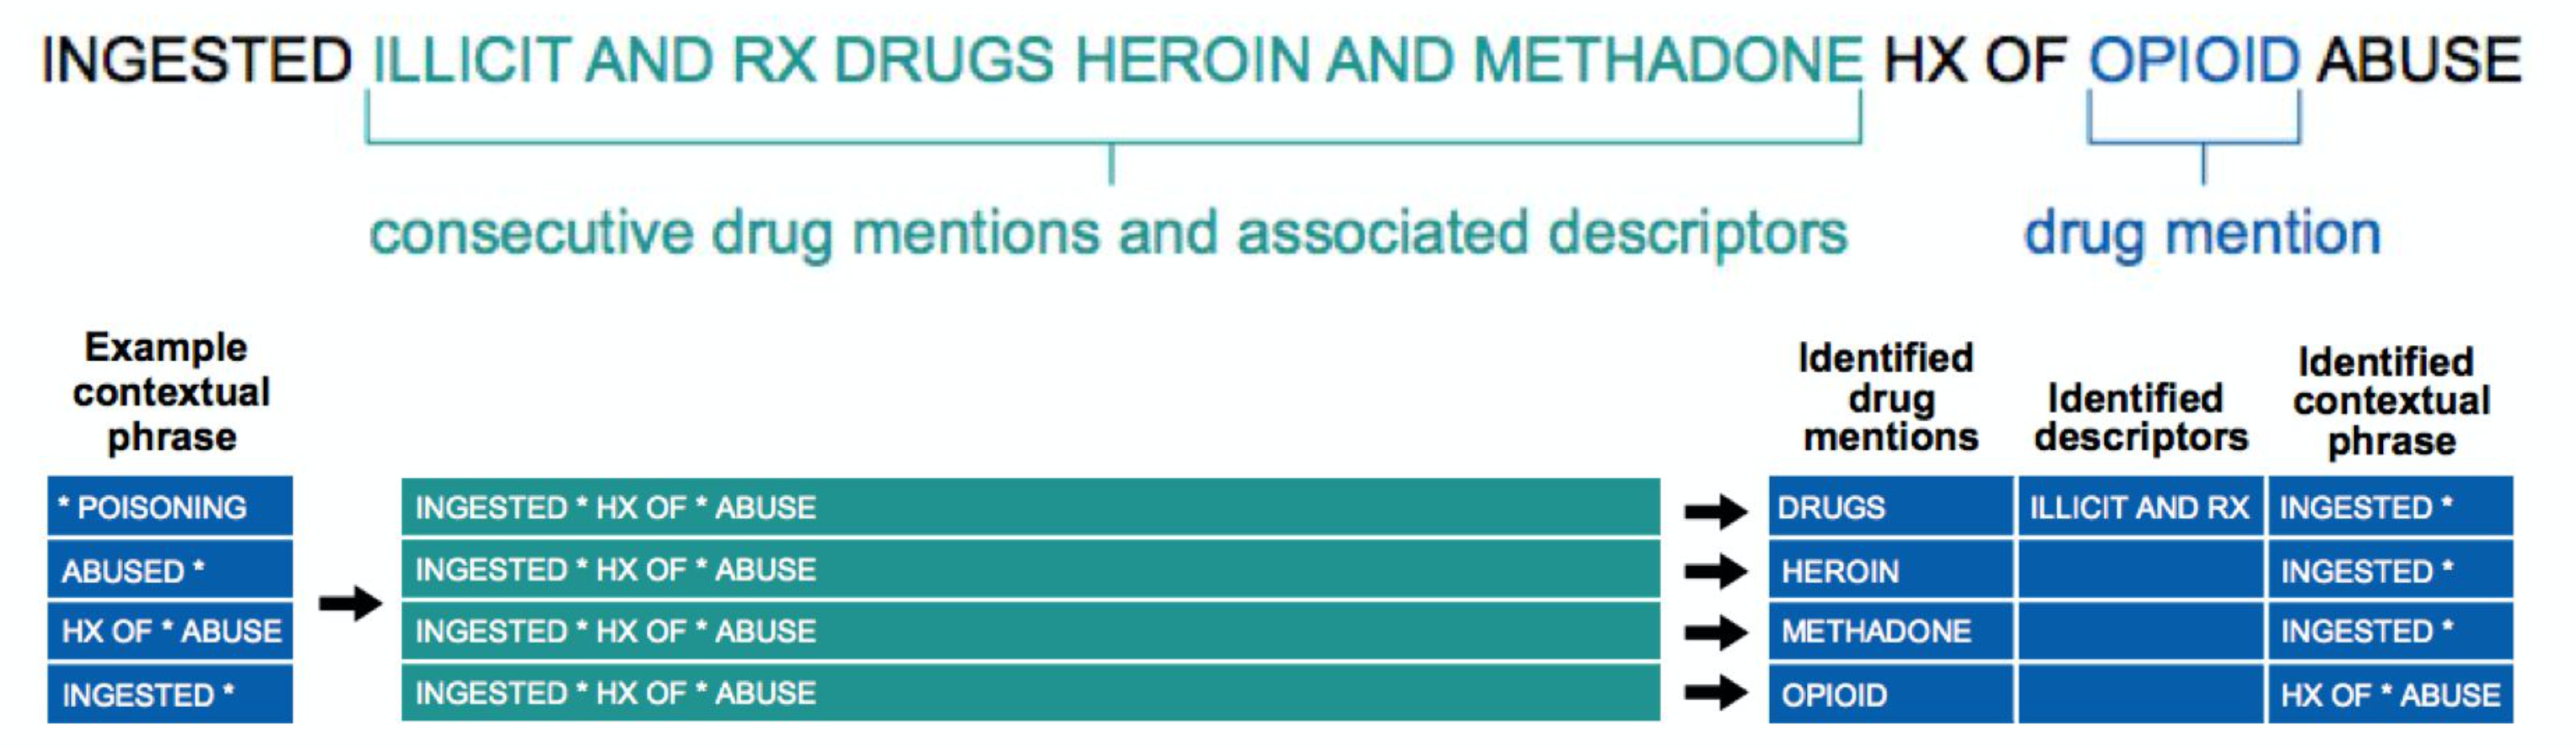 INGESTED ILLICIT AND RX DRUGS HEROIN AND METHADONE HX OF OPIOID ABUSE
consecutive drug mentions and associated descriptors
drug mention
Example
contextual
phrase
Identified
drug
mentions
Identified
descriptors
Identified
contextual
phrase
* POISONING
INGESTED * HX OF * ABUSE
DRUGS
ILLICIT AND RX
INGESTED *
ABUSED *
INGESTED * HX OF * ABUSE
HEROIN
INGESTED *
HX OF * ABUSE
INGESTED * HX OF * ABUSE
METHADONE
INGESTED *
INGESTED *
INGESTED * HX OF * ABUSE
OPIOID
HX OF * ABUSE